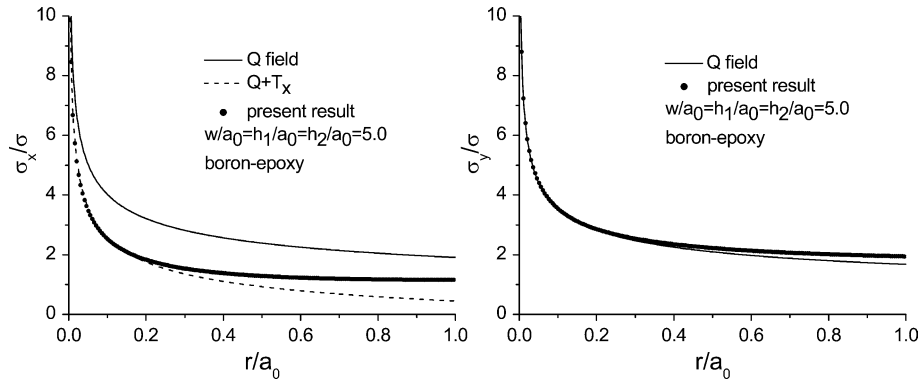 10
8
6
4
2
0
σx/σ
Q field
Q+Tx
present result
w/a0=h1/a0=h2/a0=5.0
boron-epoxy
0.0 0.2 0.4 0.6 0.8 1.0
r/a0
10
8
6
4
2
0
σy/σ
Q field
present result
w/a0=h1/a0=h2/a0=5.0
boron-epoxy
0.0 0.2 0.4 0.6 0.8 1.0
r/a0